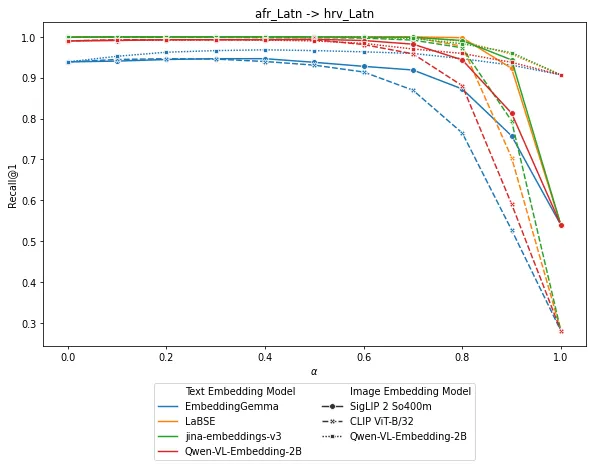 afr_Latn -> hrv_Latn
1.0
0.9
0.8
0.7
0.6
0.5
0.4
0.3
Recall@1
0.0 0.2 0.4 0.6 0.8 1.0
α
Text Embedding Model Image Embedding Model
EmbeddingGemma SigLIP 2 So400m
LaBSE CLIP ViT-B/32
jina-embeddings-v3 Qwen-VL-Embedding-2B
Qwen-VL-Embedding-2B